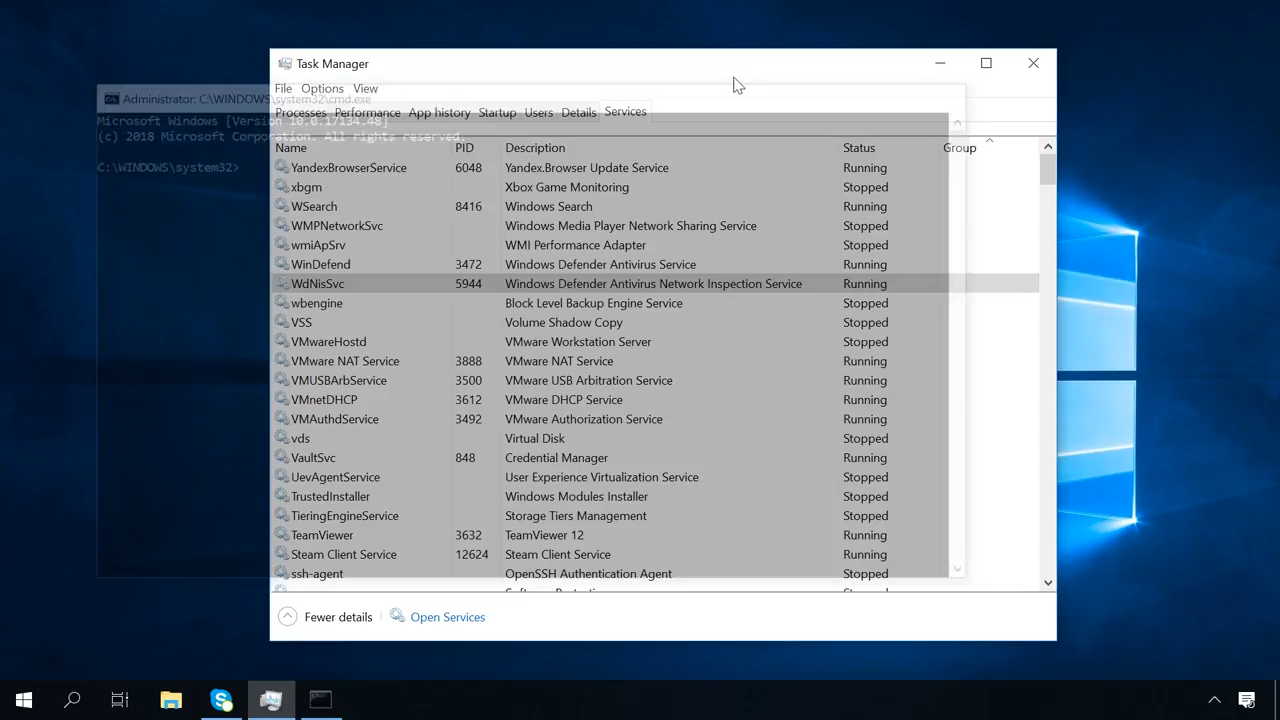 Task Manager
File Options View
Administrator: C:\WINDOWS\system32\cmd.exe
Processes Performance App history Startup Users Details Services
Microsoft Windows [Version 10.0.17134.48]
(c) 2018 Microsoft Corporation. All rights reserved.
C:\WINDOWS\system32>
Name PID Description Status Group
YandexBrowserService 6048 Yandex.Browser Update Service Running
xbgm Xbox Game Monitoring Stopped
WSearch 8416 Windows Search Running
WMPNetworkSvc Windows Media Player Network Sharing Service Stopped
wmiApSrv WMI Performance Adapter Stopped
WinDefend 3472 Windows Defender Antivirus Service Running
WdNisSvc 5944 Windows Defender Antivirus Network Inspection Service Running
wbengine Block Level Backup Engine Service Stopped
VSS Volume Shadow Copy Stopped
VMwareHostd VMware Workstation Server Stopped
VMware NAT Service 3888 VMware NAT Service Running
VMUSBArbService 3500 VMware USB Arbitration Service Running
VMnetDHCP 3612 VMware DHCP Service Running
VMAuthdService 3492 VMware Authorization Service Running
vds Virtual Disk Stopped
VaultSvc 848 Credential Manager Running
UevAgentService User Experience Virtualization Service Stopped
TrustedInstaller Windows Modules Installer Stopped
TieringEngineService Storage Tiers Management Stopped
TeamViewer 3632 TeamViewer 12 Running
Steam Client Service 12624 Steam Client Service Running
ssh-agent OpenSSH Authentication Agent Stopped
Fewer details Open Services